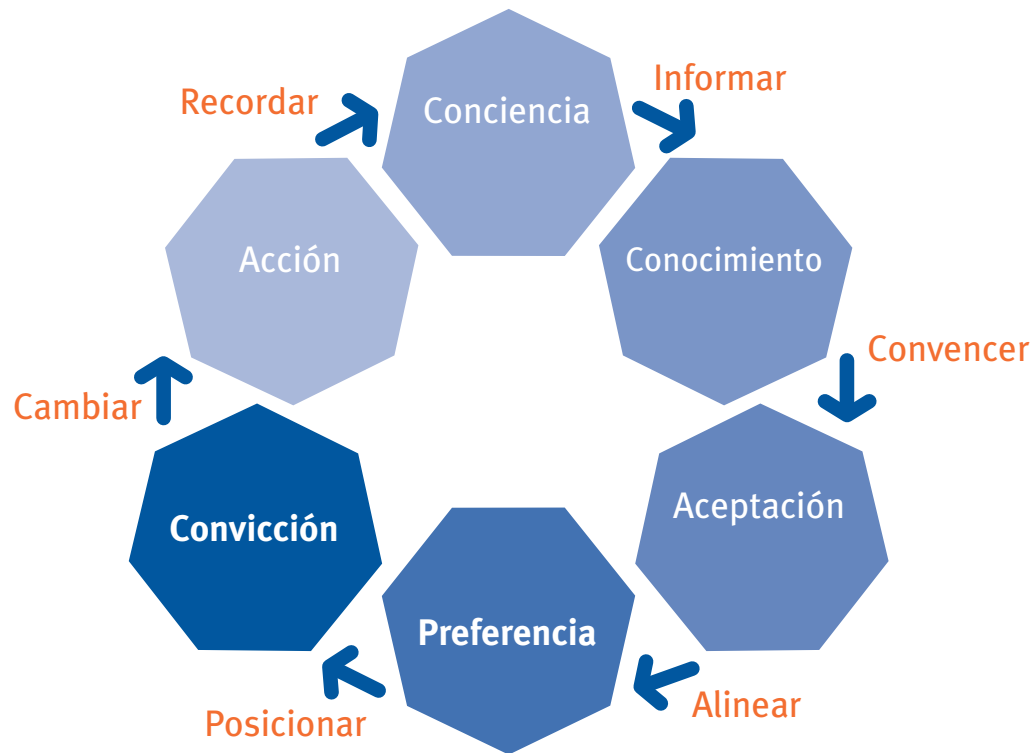 Conciencia
Informar
Conocimiento
Convencer
Aceptación
Alinear
Preferencia
Posicionar
Convicción
Cambiar
Acción
Recordar